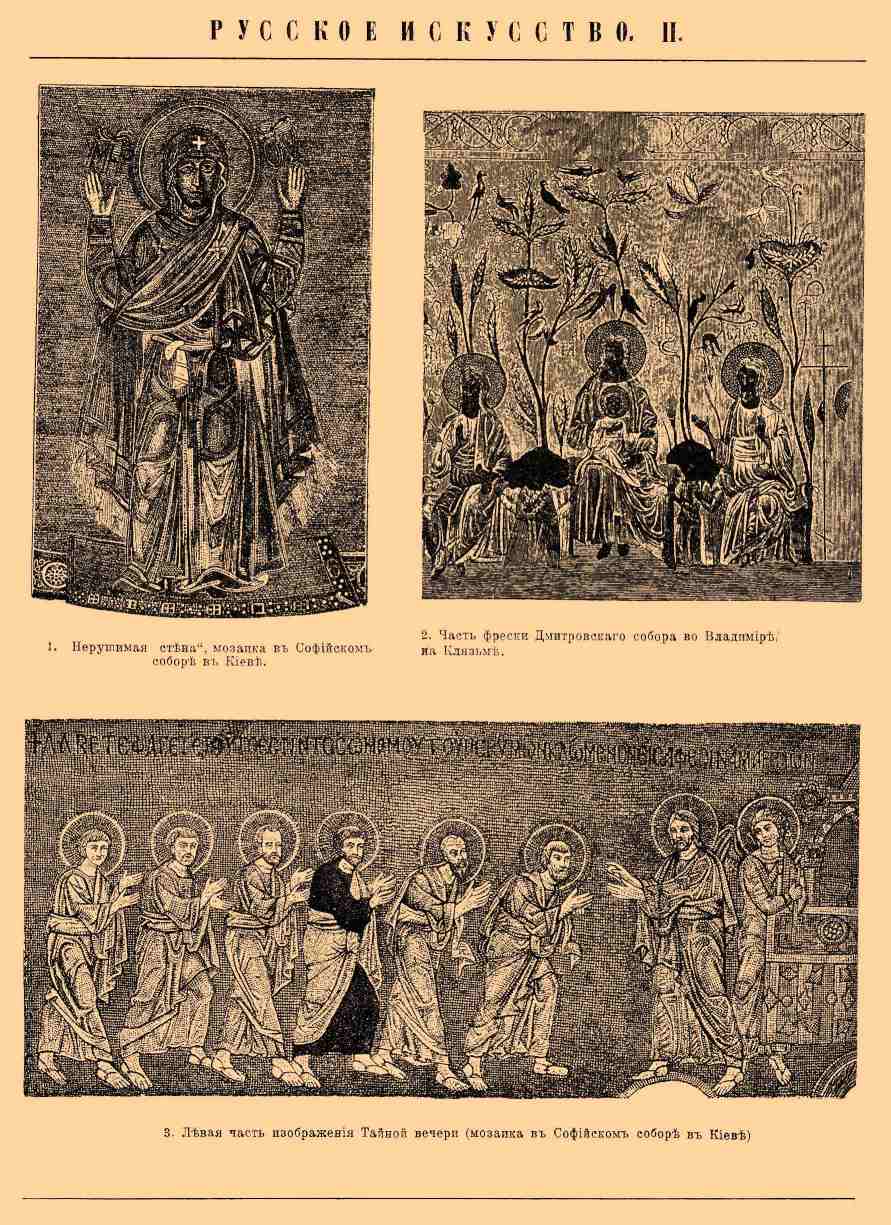 РУССКОЕ ИСКУССТВО. II.
1. Нерушимая стѣна“, мозаика въ Софійскомъ
соборѣ въ Кіевѣ.
2. Часть фрески Дмитровскаго собора во Владимірѣ,
на Клязьмѣ.
3. Лѣвая часть изображенія Тайной вечери (мозаика въ Софійскомъ соборѣ въ Кіевѣ)